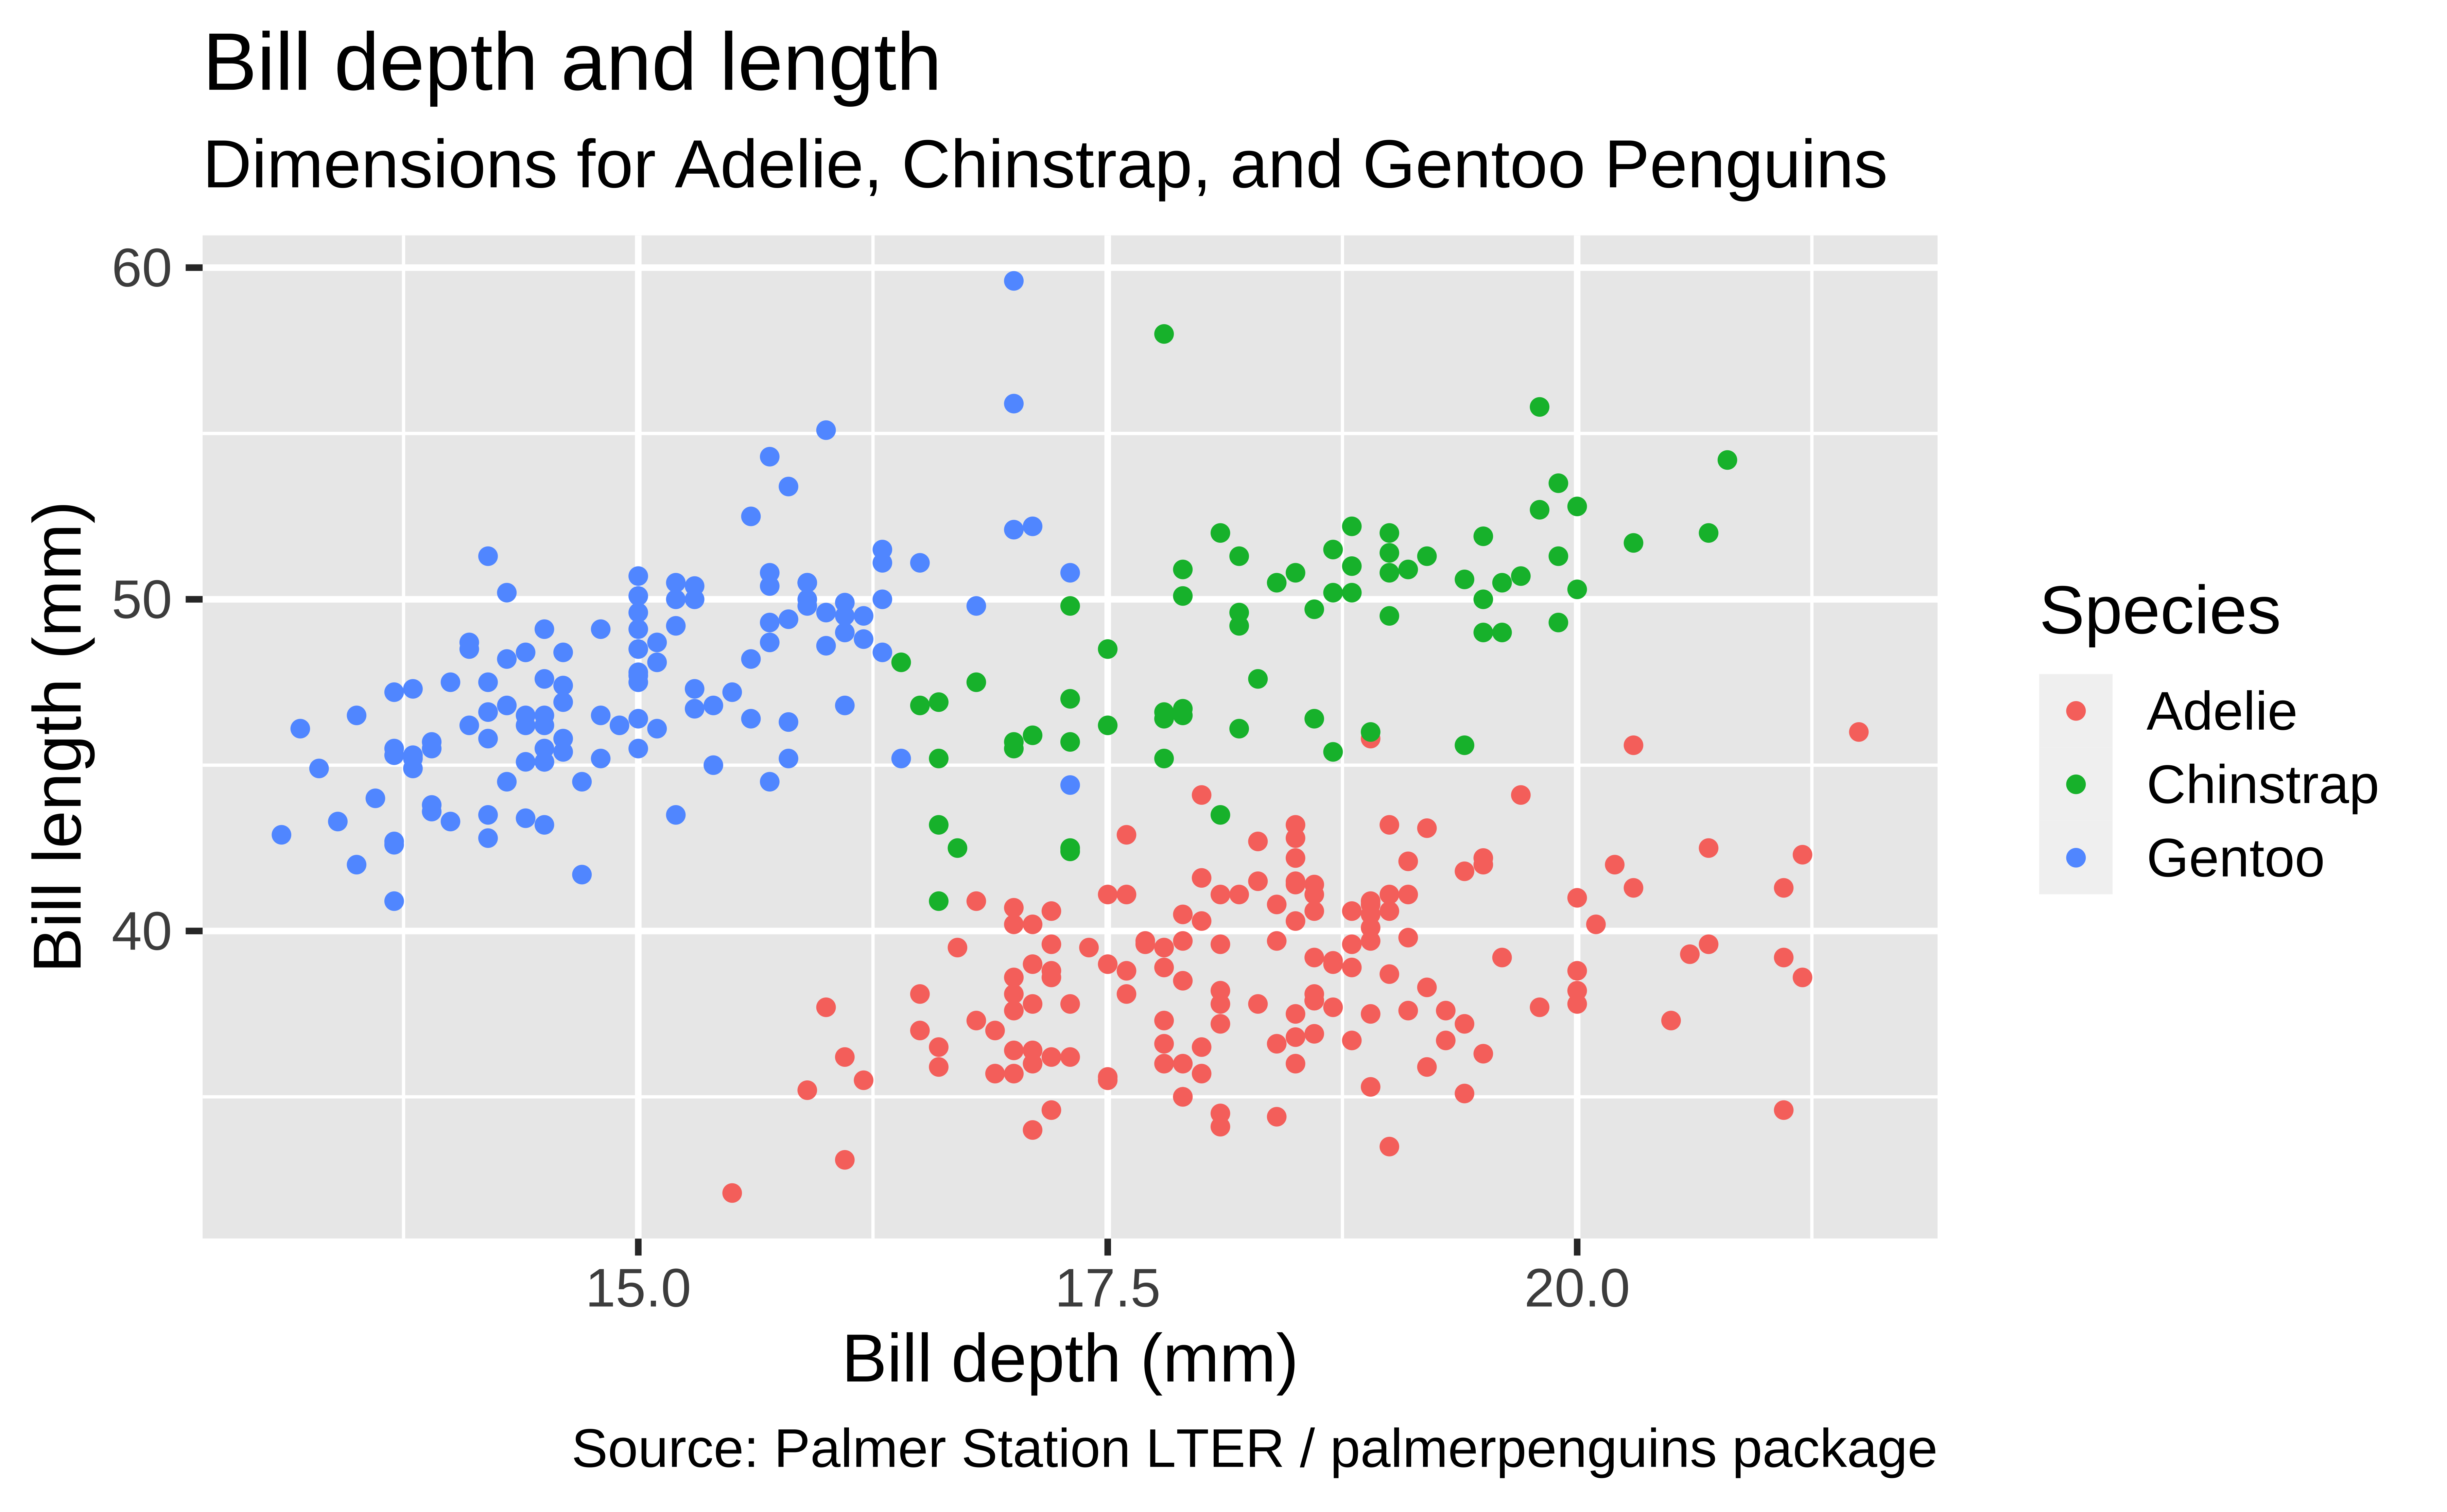 Bill depth and length
Dimensions for Adelie, Chinstrap, and Gentoo Penguins
Bill length (mm)
60
50
40
15.0 17.5 20.0
Bill depth (mm)
Species
Adelie
Chinstrap
Gentoo
Source: Palmer Station LTER / palmerpenguins package